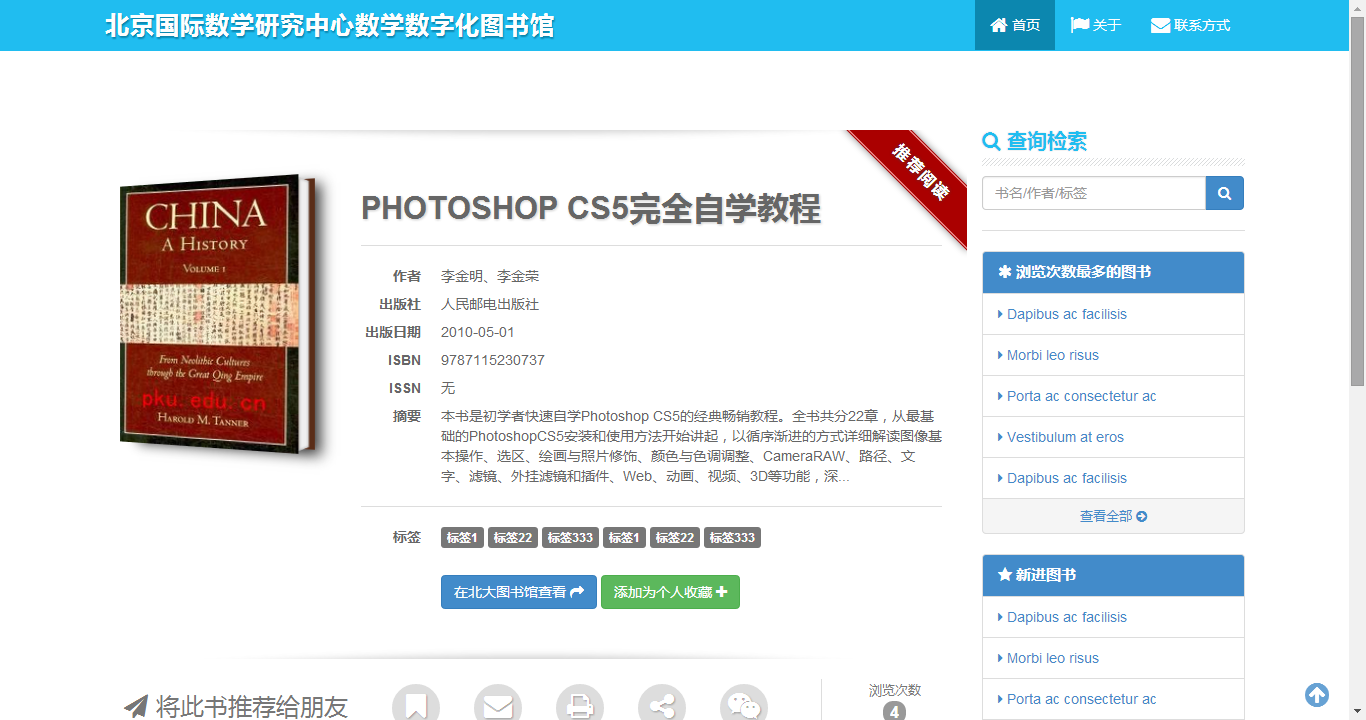 北京国际数学研究中心数学数字化图书馆
首页
关于
联系方式
推荐阅读
CHINA
A HISTORY
VOLUME 1
From Neolithic Cultures
through the Great Qing Empire
pku.edu.cn
HAROLD M. TANNER
PHOTOSHOP CS5完全自学教程
作者 李金明、李金荣
出版社 人民邮电出版社
出版日期 2010-05-01
ISBN 9787115230737
ISSN 无
摘要 本书是初学者快速自学Photoshop CS5的经典畅销教程。全书共分22章，从最基
础的PhotoshopCS5安装和使用方法开始讲起，以循序渐进的方式详细解读图像基
本操作、选区、绘画与照片修饰、颜色与色调调整、CameraRAW、路径、文
字、滤镜、外挂滤镜和插件、Web、动画、视频、3D等功能，深...
标签 标签1 标签22 标签333 标签1 标签22 标签333
在北大图书馆查看
添加为个人收藏
将此书推荐给朋友
浏览次数
4
查询检索
书名/作者/标签
浏览次数最多的图书
Dapibus ac facilisis
Morbi leo risus
Porta ac consectetur ac
Vestibulum at eros
Dapibus ac facilisis
查看全部
新进图书
Dapibus ac facilisis
Morbi leo risus
Porta ac consectetur ac